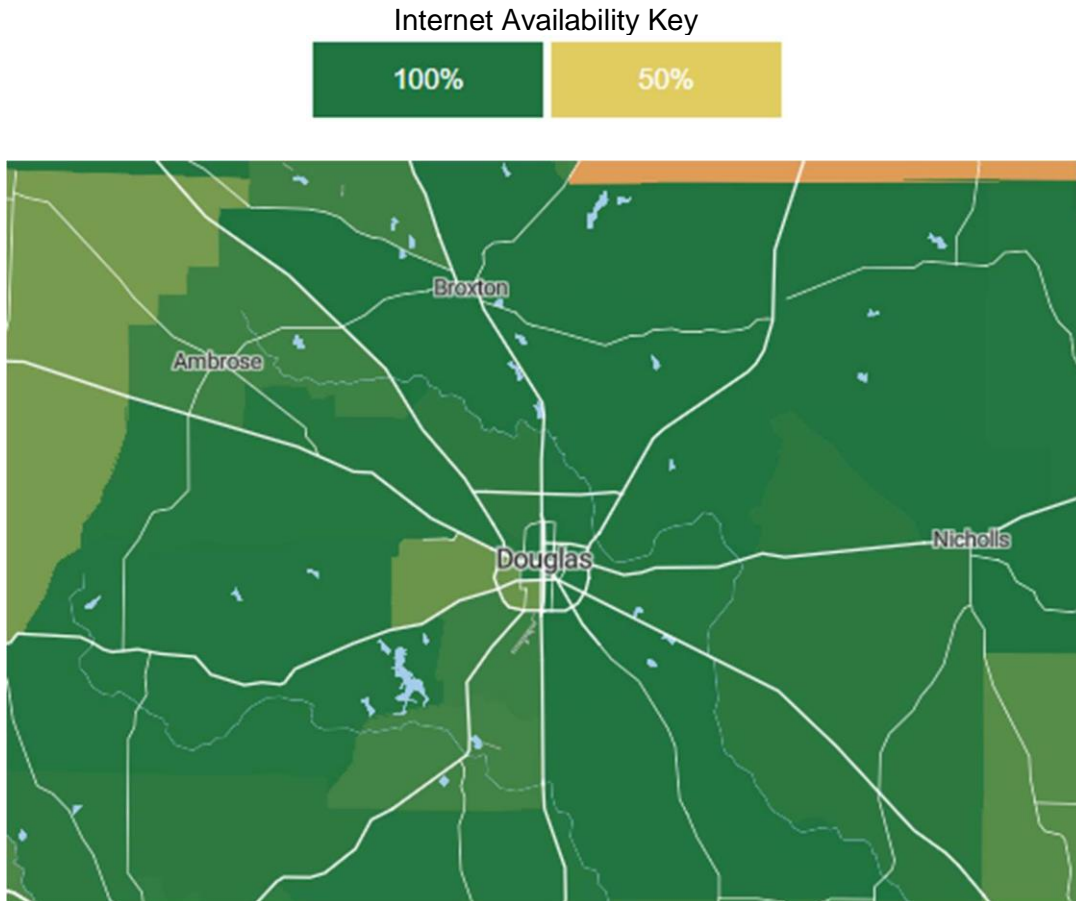 Internet Availability Key
100% 50%
Broxton
Ambrose
Nicholls
Douglas